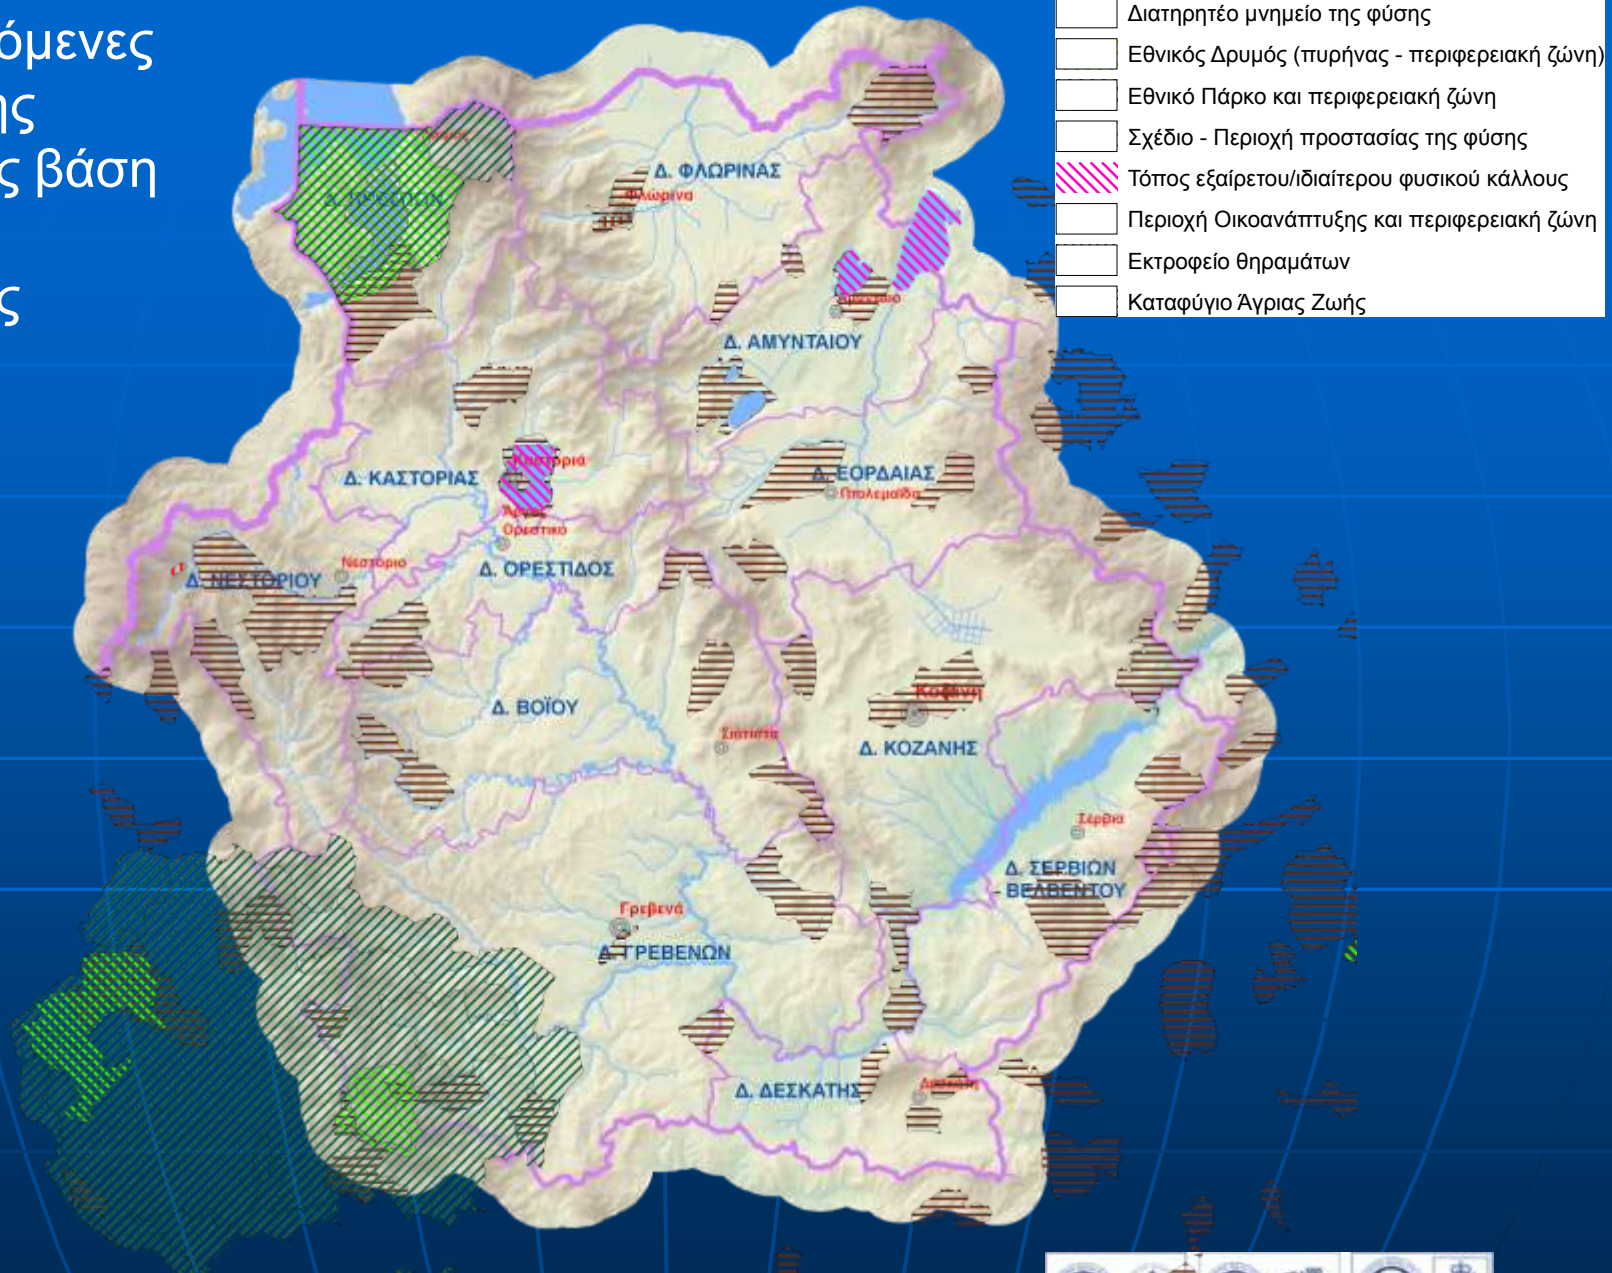 όμενες
ης
ς βάση
ς
Διατηρητέο μνημείο της φύσης
Εθνικός Δρυμός (πυρήνας - περιφερειακή ζώνη)
Εθνικό Πάρκο και περιφερειακή ζώνη
Σχέδιο - Περιοχή προστασίας της φύσης
Τόπος εξαίρετου/ιδιαίτερου φυσικού κάλλους
Περιοχή Οικοανάπτυξης και περιφερειακή ζώνη
Εκτροφείο θηραμάτων
Καταφύγιο Άγριας Ζωής
Δ. ΦΛΩΡΙΝΑΣ
Φλώρινα
Δ. ΠΡΕΣΠΩΝ
Αμύνταιο
Δ. ΑΜΥΝΤΑΙΟΥ
Καστοριά
Δ. ΚΑΣΤΟΡΙΑΣ
Δ. ΕΟΡΔΑΙΑΣ
Πτολεμαΐδα
Άργος
Ορεστικό
Νεστόριο
Δ. ΟΡΕΣΤΙΔΟΣ
Δ. ΝΕΣΤΟΡΙΟΥ
Κοζάνη
Δ. ΒΟΪΟΥ
Σιάτιστα
Δ. ΚΟΖΑΝΗΣ
Σέρβια
Δ. ΣΕΡΒΙΩΝ
- ΒΕΛΒΕΝΤΟΥ
Γρεβενά
Δ. ΓΡΕΒΕΝΩΝ
Δεσκάτη
Δ. ΔΕΣΚΑΤΗΣ